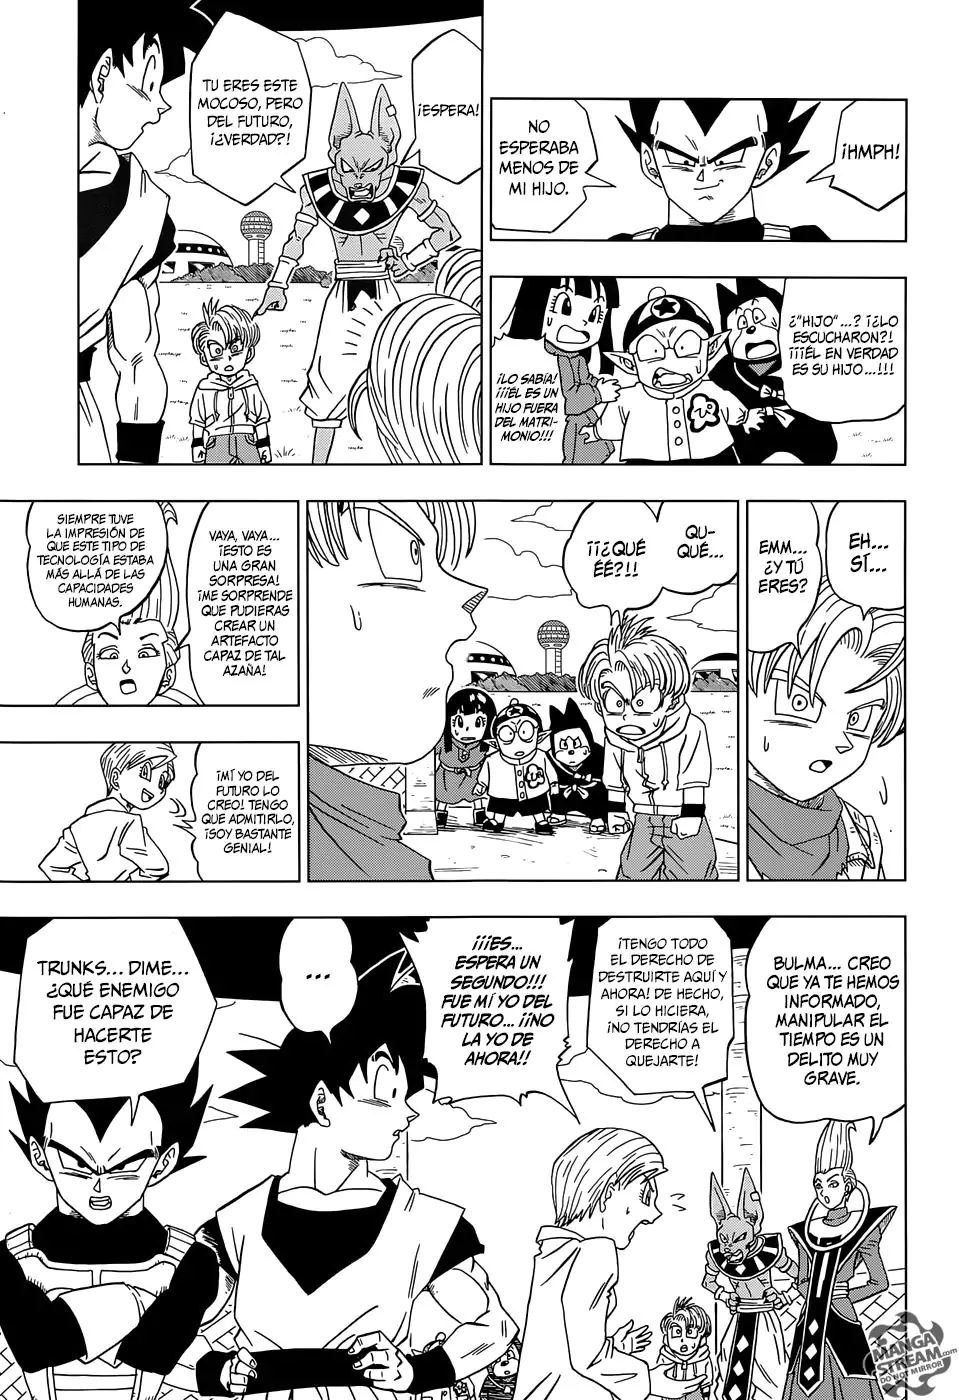 ¡HMPH!
NO
ESPERABA
MENOS DE
MI HIJO.
¿"HIJO"...? ¡¿LO
ESCUCHARON?!
¡¡¡ÉL EN VERDAD
ES SU HIJO...!!!
¡LO SABÍA!
¡¡¡ÉL ES UN
HIJO FUERA
DEL MATRI-
MONIO!!!
¡ESPERA!
TU ERES ESTE
MOCOSO, PERO
DEL FUTURO,
¡¿VERDAD?!
EH...
SÍ...
EMM...
¿Y TÚ
ERES?
QU-
QUÉ...
¡¡¿QUÉ
ÉÉ?!!
VAYA, VAYA...
¡ESTO ES
UNA GRAN
SORPRESA!
¡ME SORPRENDE
QUE PUDIERAS
CREAR UN
ARTEFACTO
CAPAZ DE TAL
AZAÑA!
SIEMPRE TUVE
LA IMPRESIÓN DE
QUE ESTE TIPO DE
TECNOLOGÍA ESTABA
MÁS ALLÁ DE LAS
CAPACIDADES
HUMANAS.
¡MÍ YO DEL
FUTURO LO
CREO! TENGO
QUE ADMITIRLO,
¡SOY BASTANTE
GENIAL!
BULMA... CREO
QUE YA TE HEMOS
INFORMADO,
MANIPULAR EL
TIEMPO ES UN
DELITO MUY
GRAVE.
¡TENGO TODO
EL DERECHO DE
DESTRUIRTE AQUÍ Y
AHORA! DE HECHO,
SI LO HICIERA,
¡NO TENDRÍAS EL
DERECHO A
QUEJARTE!
¡¡¡ES...
ESPERA UN
SEGUNDO!!!
FUE MÍ YO DEL
FUTURO... ¡¡NO
LA YO DE
AHORA!!
...
TRUNKS... DIME...
¿QUÉ ENEMIGO
FUE CAPAZ DE
HACERTE
ESTO?
MANGA
STREAM.com
DO NOT MIRROR